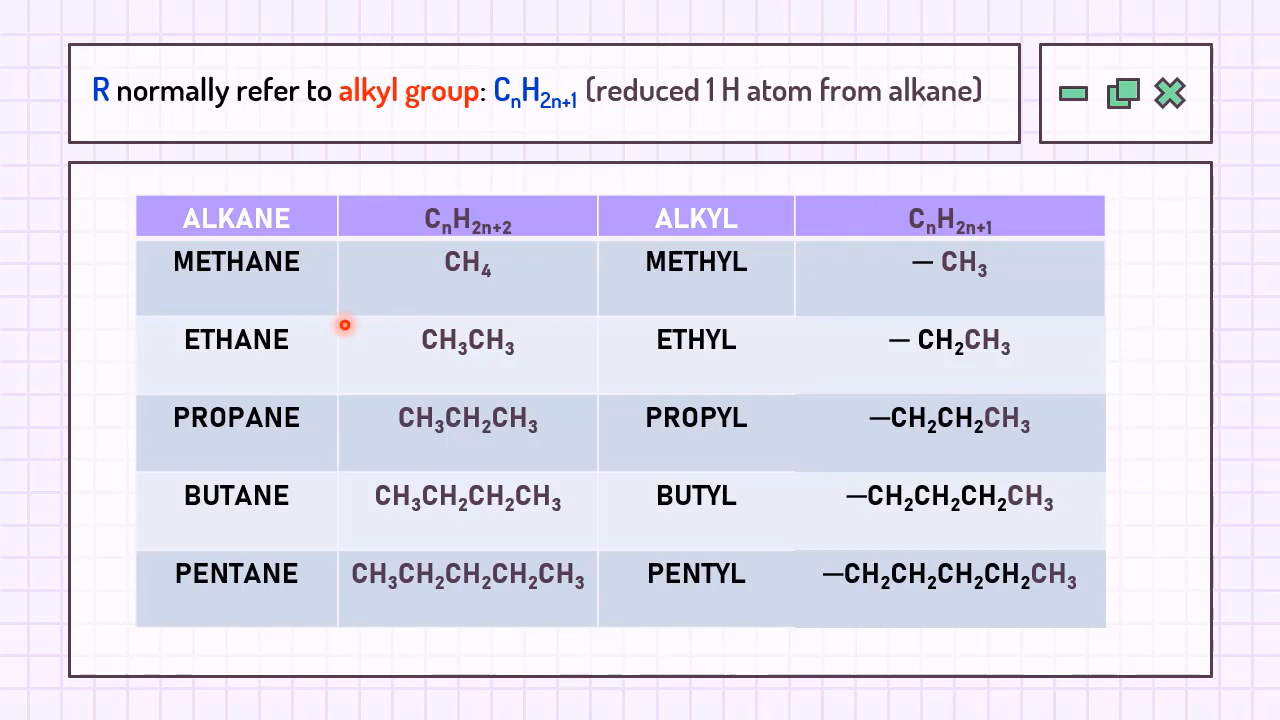 R normally refer to alkyl group: CₙH₂ₙ₊₁ (reduced 1 H atom from alkane)
ALKANE CₙH₂ₙ₊₂ ALKYL CₙH₂ₙ₊₁
METHANE CH₄ METHYL — CH₃
ETHANE CH₃CH₃ ETHYL — CH₂CH₃
PROPANE CH₃CH₂CH₃ PROPYL —CH₂CH₂CH₃
BUTANE CH₃CH₂CH₂CH₃ BUTYL —CH₂CH₂CH₂CH₃
PENTANE CH₃CH₂CH₂CH₂CH₃ PENTYL —CH₂CH₂CH₂CH₂CH₃